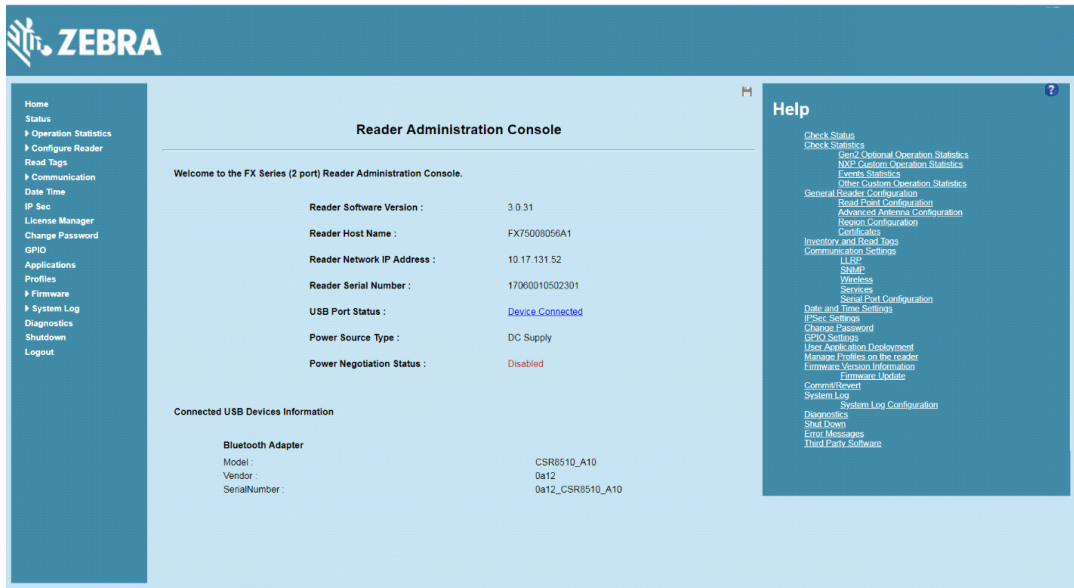 ZEBRA
Home
Status
Operation Statistics
Configure Reader
Read Tags
Communication
Date Time
IP Sec
License Manager
Change Password
GPIO
Applications
Profiles
Firmware
System Log
Diagnostics
Shutdown
Logout
Reader Administration Console
Welcome to the FX Series (2 port) Reader Administration Console.
Reader Software Version : 3.0.31
Reader Host Name : FX75008056A1
Reader Network IP Address : 10.17.131.52
Reader Serial Number : 17060010502301
USB Port Status : Device Connected
Power Source Type : DC Supply
Power Negotiation Status : Disabled
Connected USB Devices Information
Bluetooth Adapter
Model : CSR8510_A10
Vendor : 0a12
SerialNumber : 0a12_CSR8510_A10
?
Help
Check Status
Check Statistics
Gen2 Optional Operation Statistics
NXP Custom Operation Statistics
Events Statistics
Other Custom Operation Statistics
General Reader Configuration
Read Point Configuration
Advanced Antenna Configuration
Region Configuration
Certificates
Inventory and Read Tags
Communication Settings
LLRP
SNMP
Wireless
Services
Serial Port Configuration
Date and Time Settings
IPSec Settings
Change Password
GPIO Settings
User Application Deployment
Manage Profiles on the reader
Firmware Version Information
Firmware Update
Commit/Revert
System Log
System Log Configuration
Diagnostics
Shut Down
Error Messages
Third Party Software